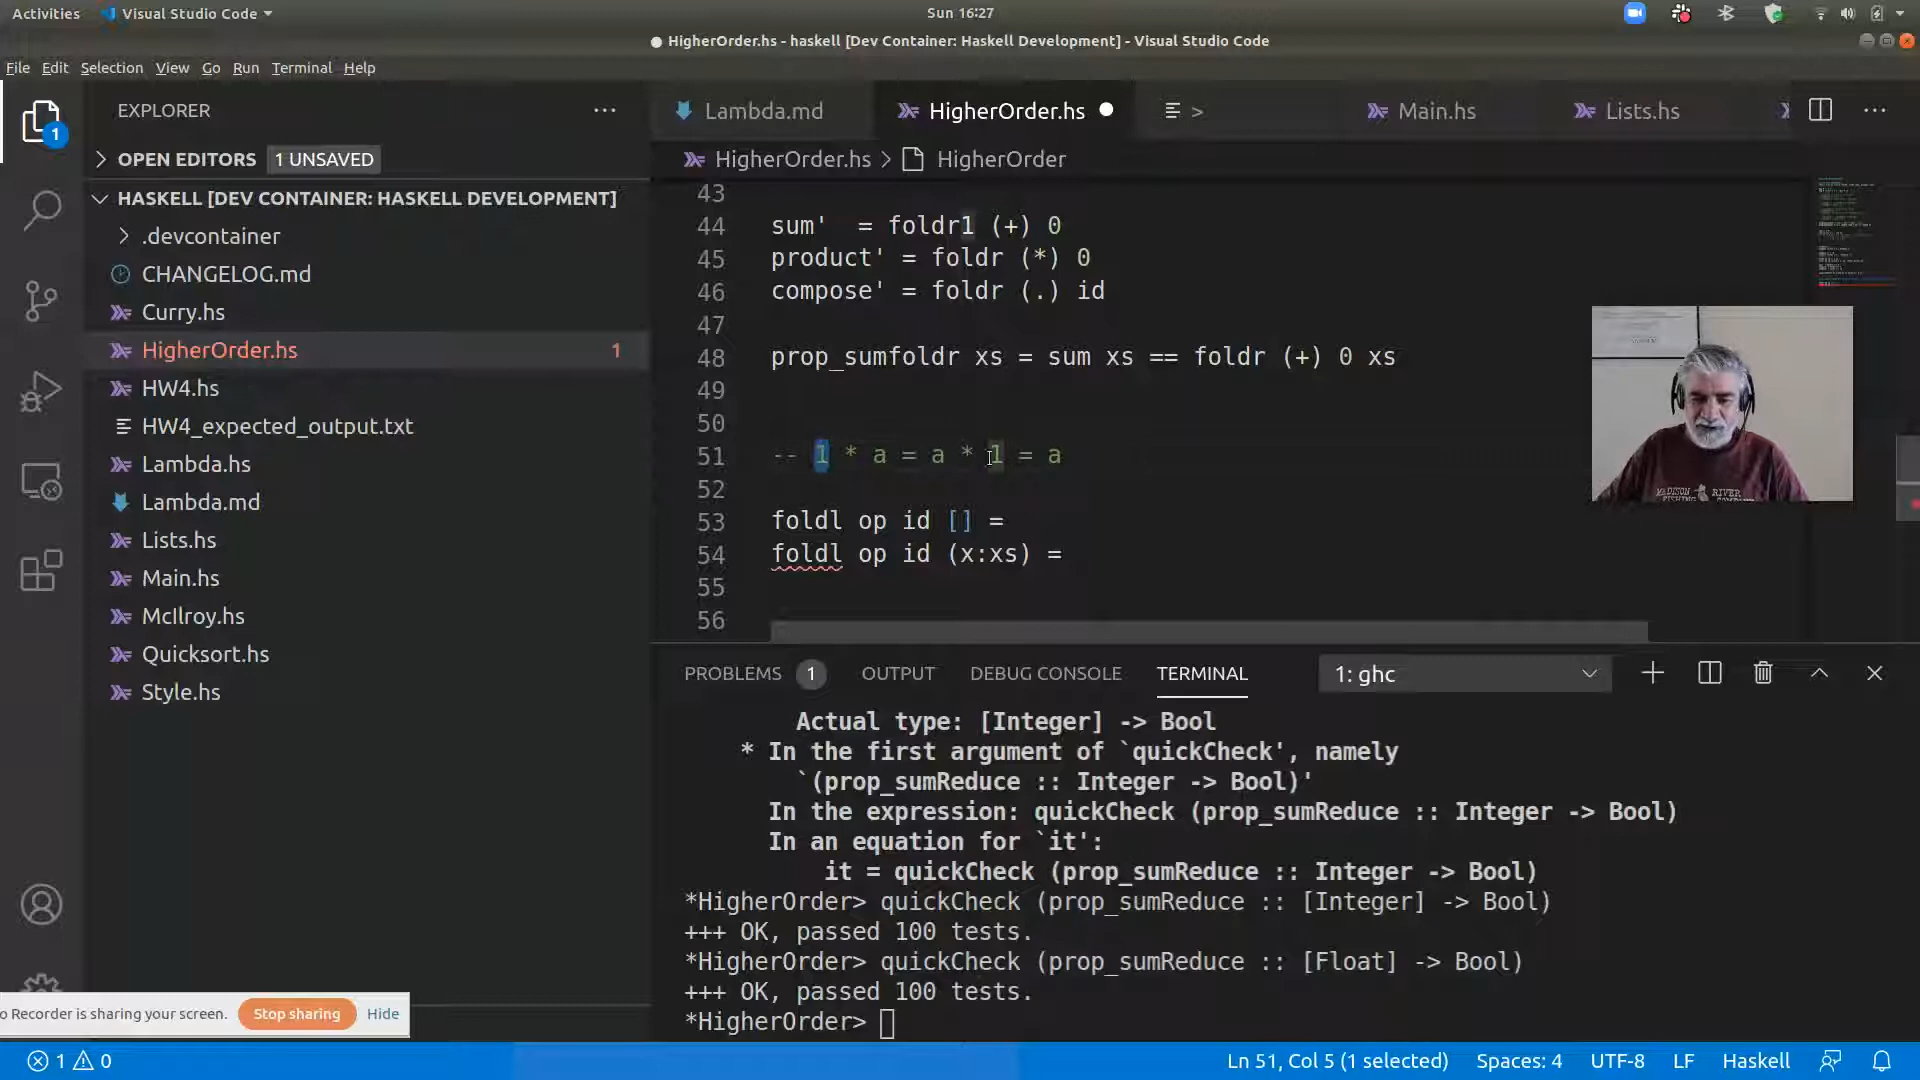 Activities
Visual Studio Code
Sun 16:27
● HigherOrder.hs - haskell [Dev Container: Haskell Development] - Visual Studio Code
File Edit Selection View Go Run Terminal Help
EXPLORER
1
OPEN EDITORS 1 UNSAVED
HASKELL [DEV CONTAINER: HASKELL DEVELOPMENT]
.devcontainer
CHANGELOG.md
Curry.hs
HigherOrder.hs 1
HW4.hs
HW4_expected_output.txt
Lambda.hs
Lambda.md
Lists.hs
Main.hs
McIlroy.hs
Quicksort.hs
Style.hs
Lambda.md HigherOrder.hs > Main.hs Lists.hs
HigherOrder.hs > HigherOrder
43
44 sum'  = foldr1 (+) 0
45 product' = foldr (*) 0
46 compose' = foldr (.) id
47
48 prop_sumfoldr xs = sum xs == foldr (+) 0 xs
49
50
51 -- 1 * a = a * 1 = a
52
53 foldl op id [] =
54 foldl op id (x:xs) =
55
56
MADISON RIVER
PROBLEMS 1 OUTPUT DEBUG CONSOLE TERMINAL 1: ghc
Actual type: [Integer] -> Bool
* In the first argument of `quickCheck', namely
`(prop_sumReduce :: Integer -> Bool)'
In the expression: quickCheck (prop_sumReduce :: Integer -> Bool)
In an equation for `it':
it = quickCheck (prop_sumReduce :: Integer -> Bool)
*HigherOrder> quickCheck (prop_sumReduce :: [Integer] -> Bool)
+++ OK, passed 100 tests.
*HigherOrder> quickCheck (prop_sumReduce :: [Float] -> Bool)
+++ OK, passed 100 tests.
*HigherOrder>
o Recorder is sharing your screen. Stop sharing Hide
1 0 Ln 51, Col 5 (1 selected) Spaces: 4 UTF-8 LF Haskell